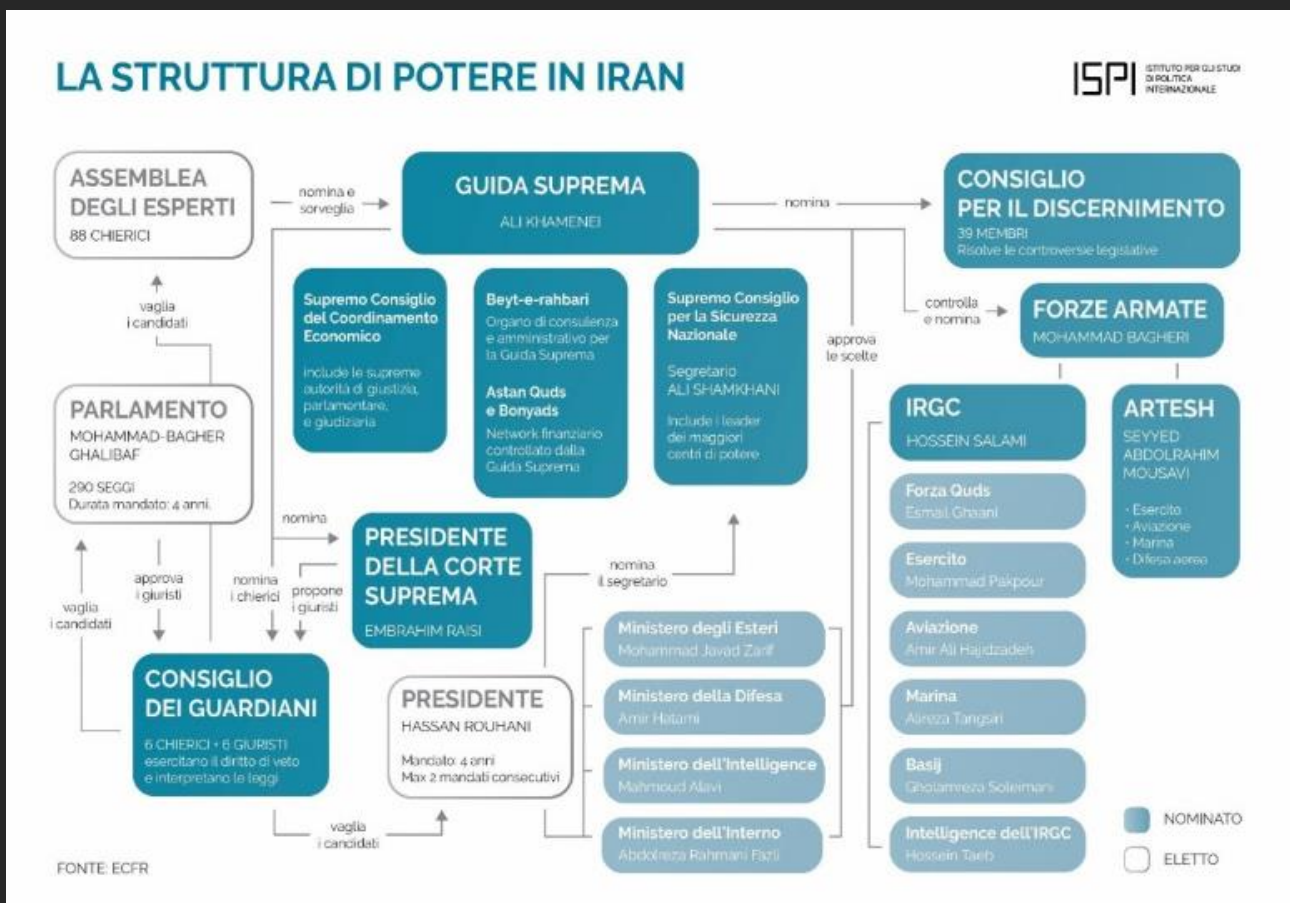 LA STRUTTURA DI POTERE IN IRAN
ISPI
ISTITUTO PER GLI STUDI
DI POLITICA
INTERNAZIONALE
ASSEMBLEA
DEGLI ESPERTI
88 CHIERICI
nomina e
sorveglia
GUIDA SUPREMA
ALI KHAMENEI
nomina
CONSIGLIO
PER IL DISCERNIMENTO
39 MEMBRI
Risolve le controversie legislative
vaglia
i candidati
Supremo Consiglio
del Coordinamento
Economico
include le supreme
autorità di giustizia,
parlamentare,
e giudiziaria
Beyt-e-rahbari
Organo di consulenza
e amministrativo per
la Guida Suprema
Astan Quds
e Bonyads
Network finanziario
controllato dalla
Guida Suprema
Supremo Consiglio
per la Sicurezza
Nazionale
Segretario
ALI SHAMKHANI
Include i leader
dei maggiori
centri di potere
approva
le scelte
controlla
e nomina
FORZE ARMATE
MOHAMMAD BAGHERI
PARLAMENTO
MOHAMMAD-BAGHER
GHALIBAF
290 SEGGI
Durata mandato: 4 anni.
IRGC
HOSSEIN SALAMI
ARTESH
SEYYED
ABDOLRAHIM
MOUSAVI
• Esercito
• Aviazione
• Marina
• Difesa aerea
Forza Quds
Esmail Ghaani
Esercito
Mohammad Pakpour
Aviazione
Amir Ali Hajidzadeh
Marina
Alireza Tangsiri
Basij
Gholamreza Soleimani
Intelligence dell'IRGC
Hossein Taeb
nomina
PRESIDENTE
DELLA CORTE
SUPREMA
EMBRAHIM RAISI
approva
i giuristi
nomina
i chierici
propone
i giuristi
vaglia
i candidati
nomina
il segretario
CONSIGLIO
DEI GUARDIANI
6 CHIERICI + 6 GIURISTI
esercitano il diritto di veto
e interpretano le leggi
PRESIDENTE
HASSAN ROUHANI
Mandato: 4 anni
Max 2 mandati consecutivi
Ministero degli Esteri
Mohammad Javad Zarif
Ministero della Difesa
Amir Hatami
Ministero dell'Intelligence
Mahmoud Alavi
Ministero dell'Interno
Abdolreza Rahmani Fazli
vaglia
i candidati
NOMINATO
ELETTO
FONTE: ECFR